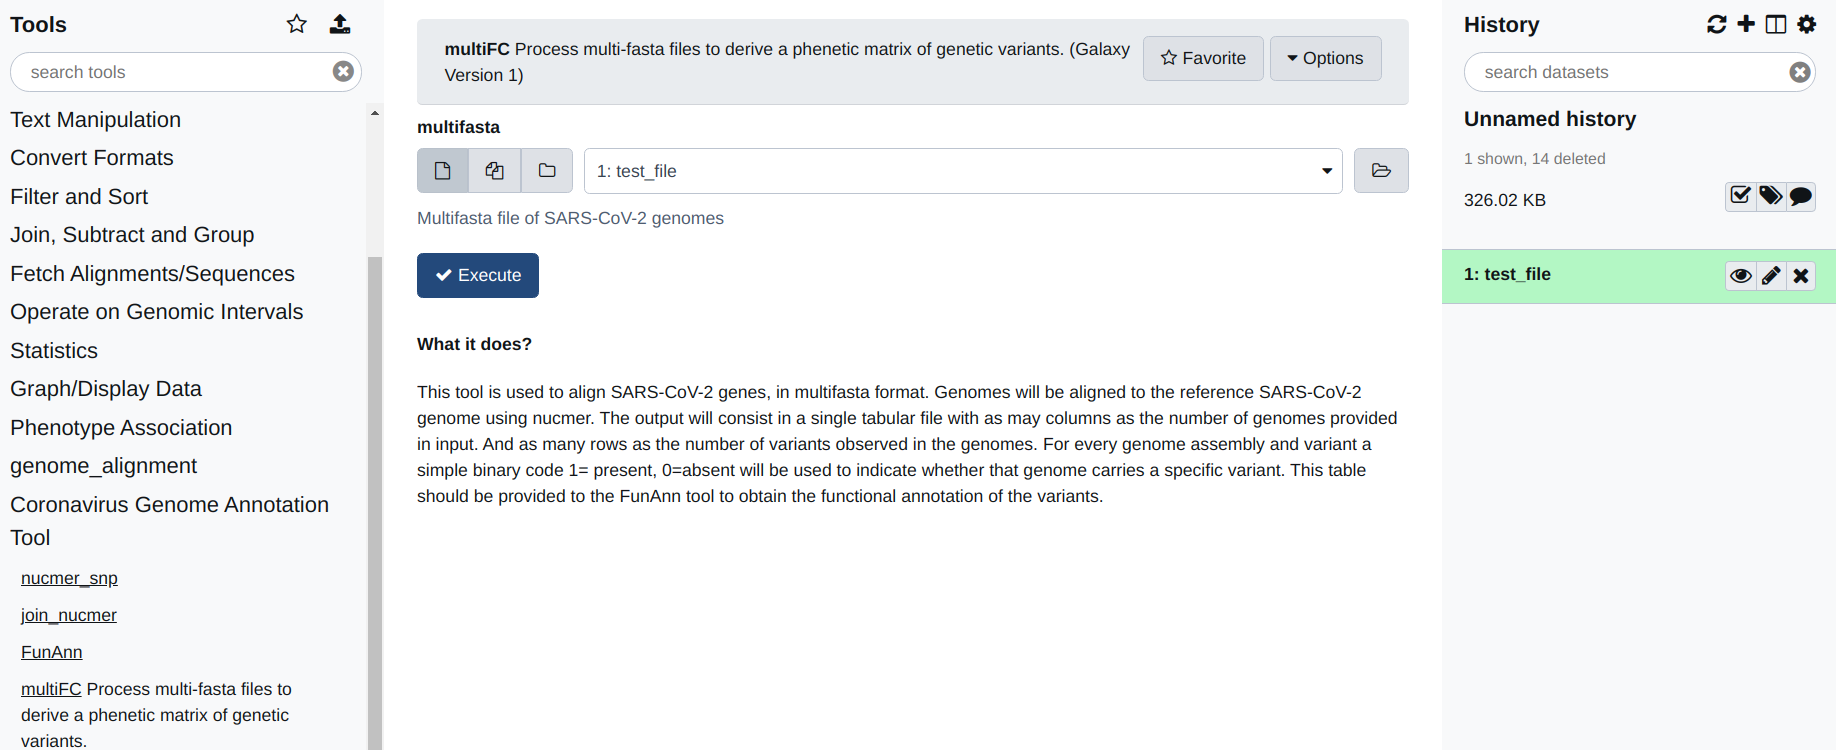 Tools
search tools
Text Manipulation
Convert Formats
Filter and Sort
Join, Subtract and Group
Fetch Alignments/Sequences
Operate on Genomic Intervals
Statistics
Graph/Display Data
Phenotype Association
genome_alignment
Coronavirus Genome Annotation
Tool
nucmer_snp
join_nucmer
FunAnn
multiFC Process multi-fasta files to
derive a phenetic matrix of genetic
variants.
multiFC Process multi-fasta files to derive a phenetic matrix of genetic variants. (Galaxy
Version 1)
Favorite
Options
multifasta
1: test_file
Multifasta file of SARS-CoV-2 genomes
Execute
What it does?
This tool is used to align SARS-CoV-2 genes, in multifasta format. Genomes will be aligned to the reference SARS-CoV-2
genome using nucmer. The output will consist in a single tabular file with as may columns as the number of genomes provided
in input. And as many rows as the number of variants observed in the genomes. For every genome assembly and variant a
simple binary code 1= present, 0=absent will be used to indicate whether that genome carries a specific variant. This table
should be provided to the FunAnn tool to obtain the functional annotation of the variants.
History
search datasets
Unnamed history
1 shown, 14 deleted
326.02 KB
1: test_file